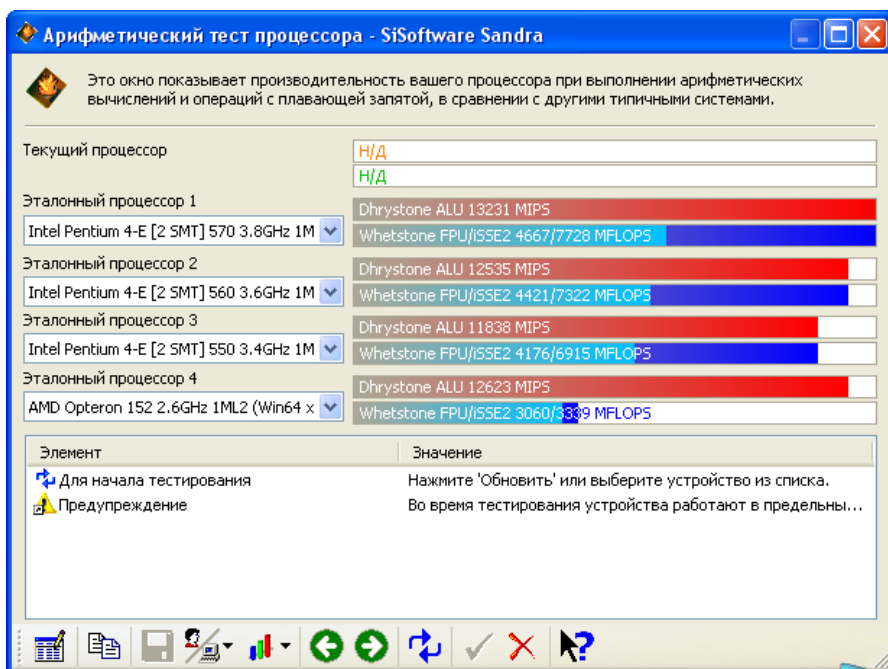 Арифметический тест процессора - SiSoftware Sandra
Это окно показывает производительность вашего процессора при выполнении арифметических
вычислений и операций с плавающей запятой, в сравнении с другими типичными системами.
Текущий процессор
Н/Д
Н/Д
Эталонный процессор 1
Intel Pentium 4-E [2 SMT] 570 3.8GHz 1M
Dhrystone ALU 13231 MIPS
Whetstone FPU/iSSE2 4667/7728 MFLOPS
Эталонный процессор 2
Intel Pentium 4-E [2 SMT] 560 3.6GHz 1M
Dhrystone ALU 12535 MIPS
Whetstone FPU/iSSE2 4421/7322 MFLOPS
Эталонный процессор 3
Intel Pentium 4-E [2 SMT] 550 3.4GHz 1M
Dhrystone ALU 11838 MIPS
Whetstone FPU/iSSE2 4176/6915 MFLOPS
Эталонный процессор 4
AMD Opteron 152 2.6GHz 1ML2 (Win64 x
Dhrystone ALU 12623 MIPS
Whetstone FPU/iSSE2 3060/3339 MFLOPS
Элемент Значение
Для начала тестирования Нажмите 'Обновить' или выберите устройство из списка.
Предупреждение Во время тестирования устройства работают в предельны...